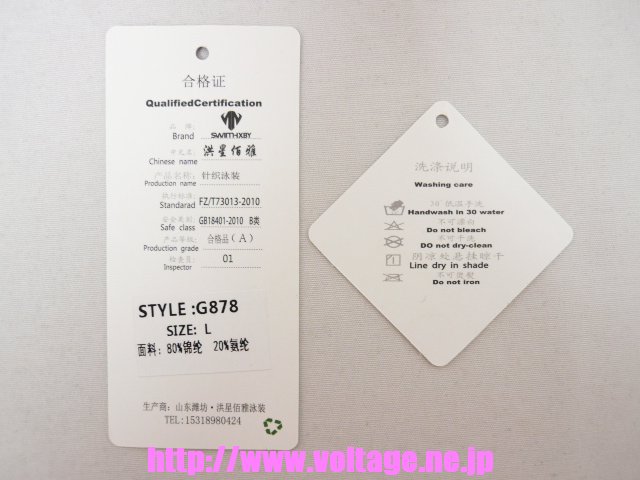 合格证
QualifiedCertification
品 牌:
Brand SWIMHXBY
中文名:
Chinese name 洪星佰雅
产品名称:
Production name 针织泳装
执行标准:
Standarad FZ/T73013-2010
安全类别:
Safe class GB18401-2010 B类
产品等级:
Production grade 合格品(A)
检查员:
Inspector 01
STYLE :G878
SIZE: L
面料: 80%锦纶 20%氨纶
生产商: 山东潍坊·洪星佰雅泳装
TEL:15318980424
洗涤说明
Washing care
30°低温手洗
Handwash in 30 water
不可漂白
Do not bleach
不可干洗
DO not dry-clean
阴凉处悬挂晾干
Line dry in shade
不可熨烫
Do not iron
http://www.voltage.ne.jp